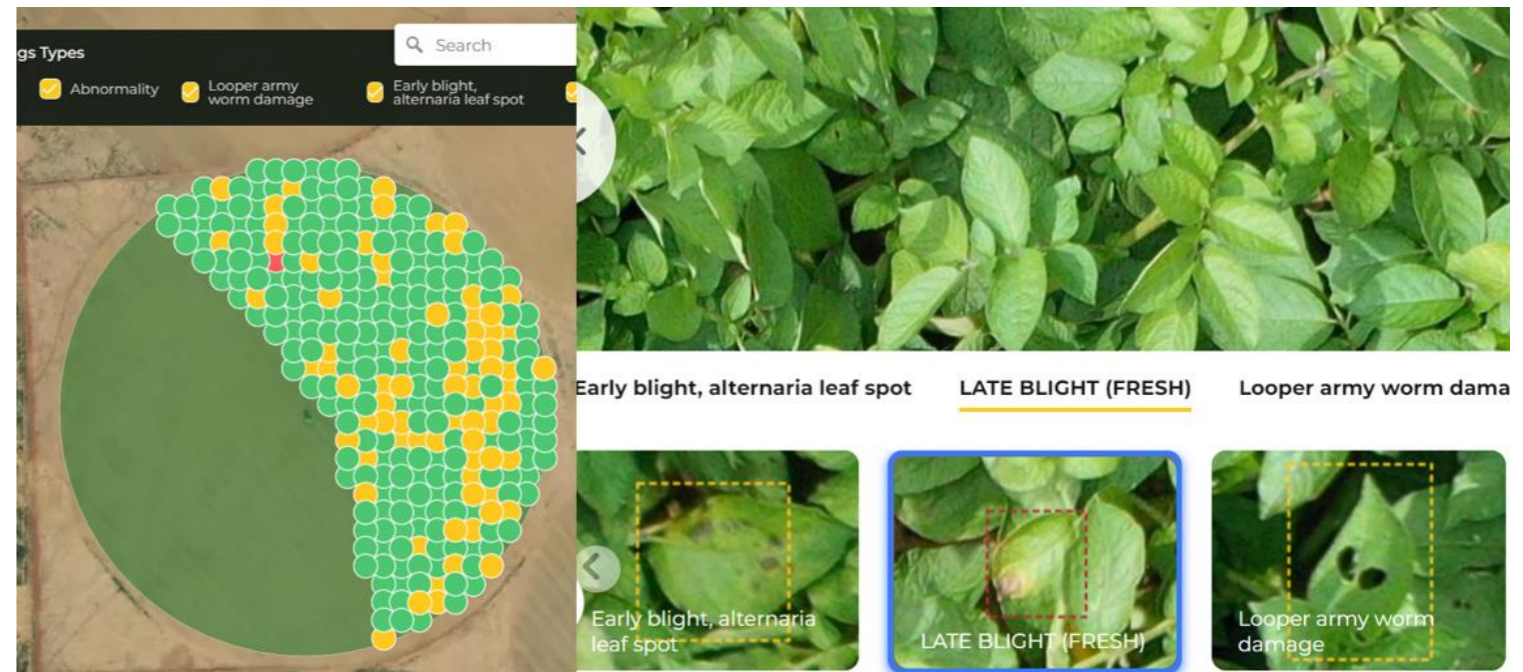 gs Types
Search
Abnormality
Looper army
worm damage
Early blight,
alternaria leaf spot
Early blight, alternaria leaf spot
LATE BLIGHT (FRESH)
Looper army worm dama
Early blight, alternaria
leaf spot
LATE BLIGHT (FRESH)
Looper army worm
damage